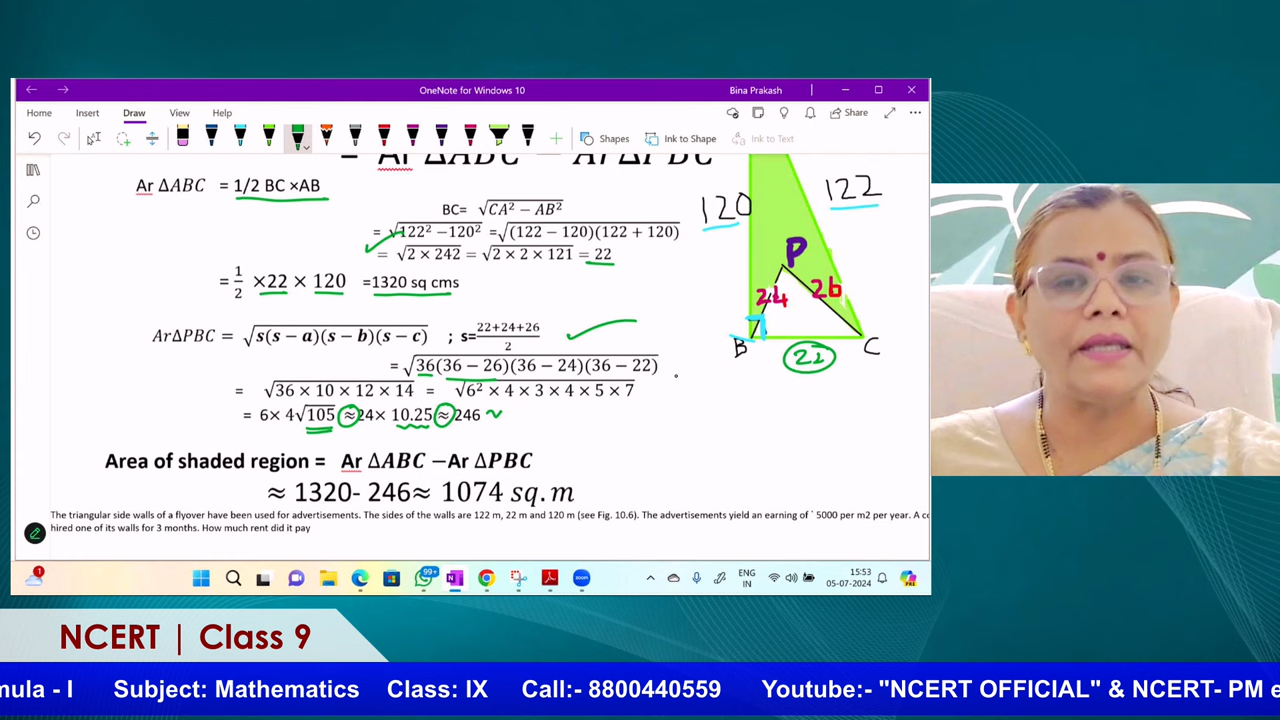 OneNote for Windows 10
Bina Prakash
Home Insert Draw View Help
Share
Shapes Ink to Shape Ink to Text
= Ar ΔABC − Ar ΔPBC
Ar ΔABC = 1/2 BC ×AB
BC= √(CA² − AB²)
= √(122² −120²) =√((122 − 120)(122 + 120))
= √(2 × 242) = √(2 × 2 × 121) = 22
= 1/2 ×22 × 120 =1320 sq cms
ArΔPBC = √(s(s − a)(s − b)(s − c)) ; s=(22+24+26)/2
= √(36(36 − 26)(36 − 24)(36 − 22))
= √(36 × 10 × 12 × 14) = √(6² × 4 × 3 × 4 × 5 × 7)
= 6× 4√105 ≈24× 10.25≈246 ~
120
122
P
24
26
B
22
C
Area of shaded region = Ar ΔABC −Ar ΔPBC
≈ 1320- 246≈ 1074 sq.m
The triangular side walls of a flyover have been used for advertisements. The sides of the walls are 122 m, 22 m and 120 m (see Fig. 10.6). The advertisements yield an earning of ` 5000 per m2 per year. A
hired one of its walls for 3 months. How much rent did it pay
1
99+
zoom
ENG
IN
15:53
05-07-2024
NCERT | Class 9
mula - I Subject: Mathematics Class: IX Call:- 8800440559 Youtube:- "NCERT OFFICIAL" & NCERT- PM e